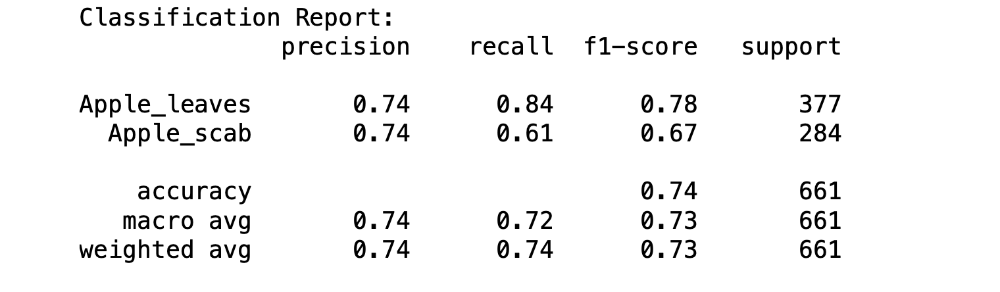 Classification Report:
precision recall f1-score support
Apple_leaves 0.74 0.84 0.78 377
Apple_scab 0.74 0.61 0.67 284
accuracy 0.74 661
macro avg 0.74 0.72 0.73 661
weighted avg 0.74 0.74 0.73 661